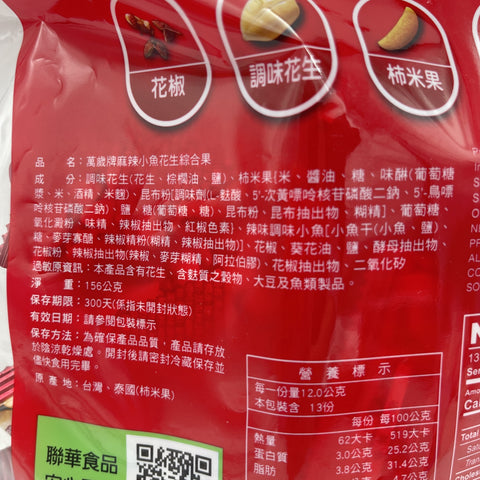 花椒
調味花生
柿米果
品　名：萬歲牌麻辣小魚花生綜合果
成　分：調味花生(花生、棕櫚油、鹽)、柿米果[米、醬油、糖、味醂(葡萄糖
漿、米、酒精、米麴)、昆布粉[調味劑(L-麩酸、5'-次黃嘌呤核苷磷酸二鈉、5'-鳥嘌
呤核苷磷酸二鈉)、鹽、糖(葡萄糖、糖)、昆布粉、昆布抽出物、糊精]、葡萄糖、
氧化澱粉、味精、辣椒抽出物、紅椒色素}、辣味調味小魚[小魚干(小魚、鹽)、
糖、麥芽寡醣、辣椒精粉(糊精、辣椒抽出物)]、花椒、葵花油、鹽、酵母抽出物、
花椒粉、辣椒抽出物(辣椒、麥芽糊精、阿拉伯膠)、花椒抽出物、二氧化矽
過敏原資訊：本產品含有花生、含麩質之穀物、大豆及魚類製品。
淨　重：156公克
保存期限：300天(係指未開封狀態)
有效日期：請參閱包裝標示
保存方法：為確保產品品質，產品請存放
於陰涼乾燥處。開封後請密封冷藏保存並
儘快食用完畢。
原 產 地：台灣、泰國(柿米果)
營養標示
每一份量12.0公克
本包裝含 13份
每份 每100公克
熱量 62大卡 519大卡
蛋白質 3.0公克 25.2公克
脂肪 3.8公克 31.4公克
4.7公克
聯華食品